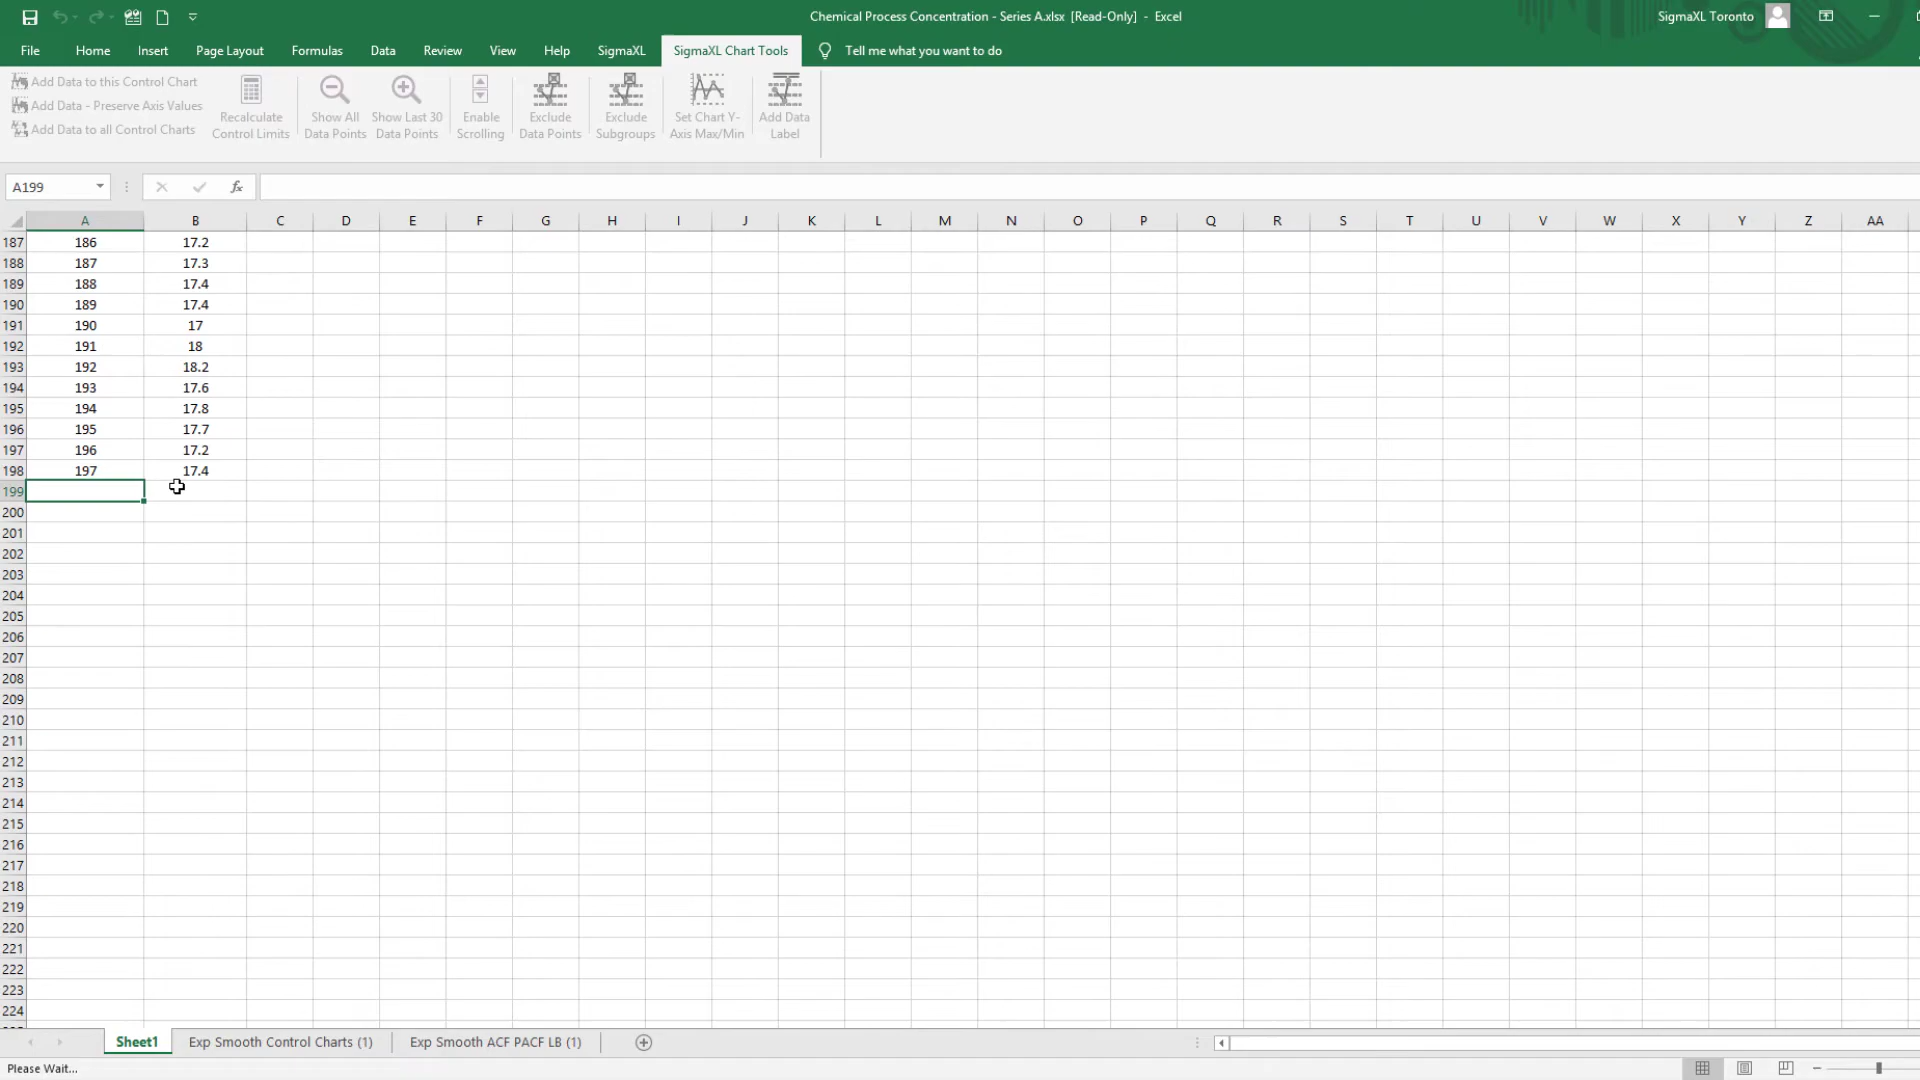 Chemical Process Concentration - Series A.xlsx [Read-Only] - Excel
SigmaXL Toronto
File Home Insert Page Layout Formulas Data Review View Help SigmaXL SigmaXL Chart Tools Tell me what you want to do
Add Data to this Control Chart
Add Data - Preserve Axis Values
Add Data to all Control Charts
Recalculate
Control Limits
Show All
Data Points
Show Last 30
Data Points
Enable
Scrolling
Exclude
Data Points
Exclude
Subgroups
Set Chart Y-
Axis Max/Min
Add Data
Label
A199 fx
A B C D E F G H I J K L M N O P Q R S T U V W X Y Z AA
187 186 17.2
188 187 17.3
189 188 17.4
190 189 17.4
191 190 17
192 191 18
193 192 18.2
194 193 17.6
195 194 17.8
196 195 17.7
197 196 17.2
198 197 17.4
199
200
201
202
203
204
205
206
207
208
209
210
211
212
213
214
215
216
217
218
219
220
221
222
223
224
Sheet1 Exp Smooth Control Charts (1) Exp Smooth ACF PACF LB (1)
Please Wait...